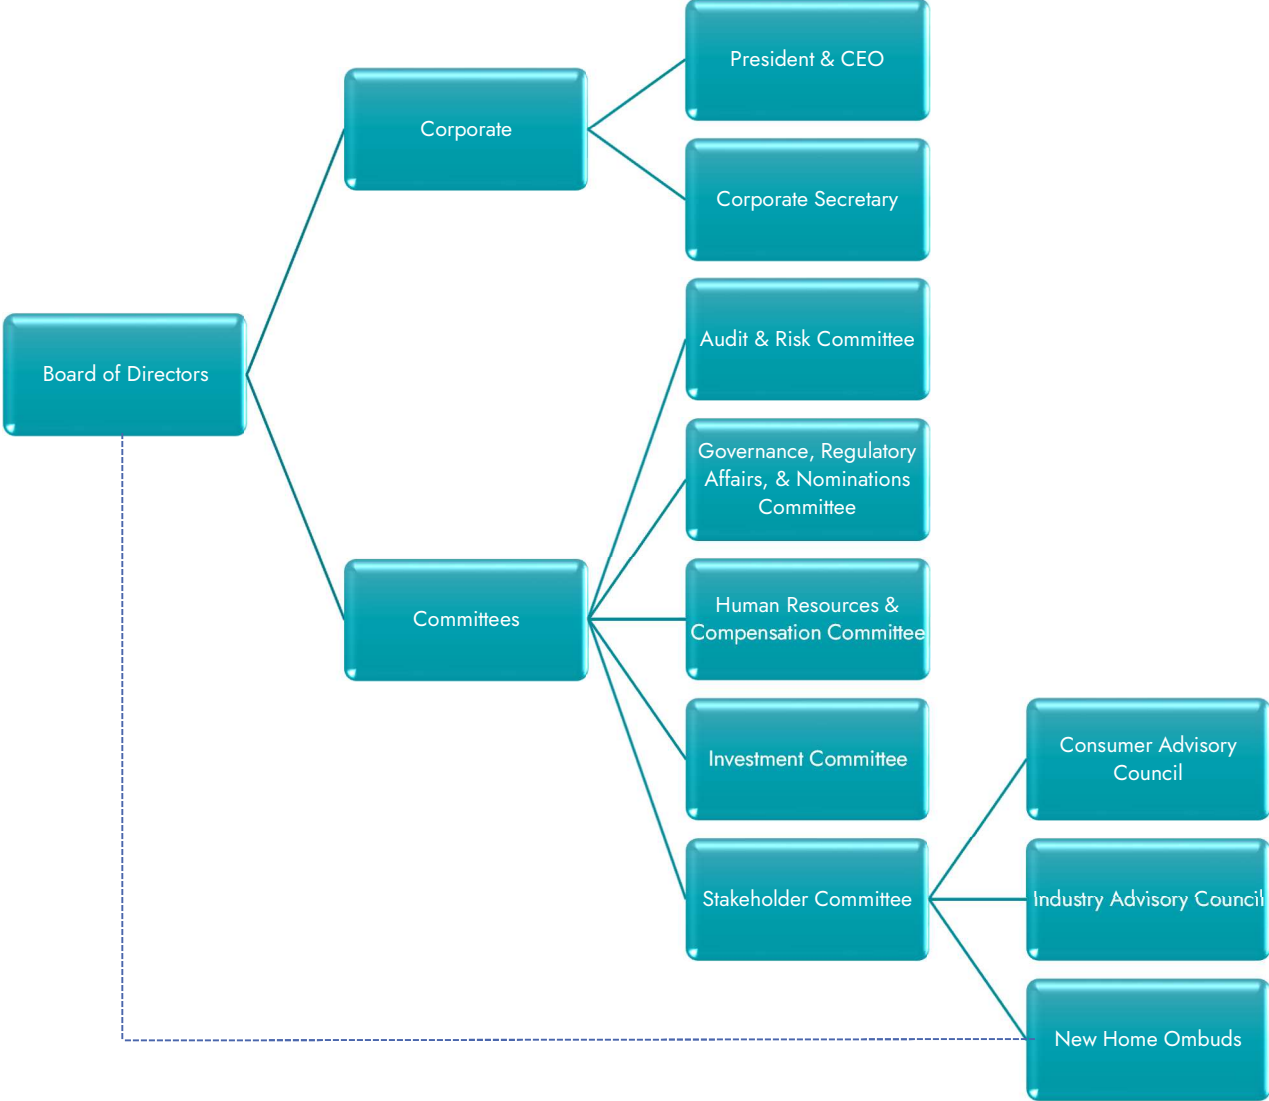 President & CEO
Corporate
Corporate Secretary
Audit & Risk Committee
Board of Directors
Governance, Regulatory
Affairs, & Nominations
Committee
Human Resources &
Compensation Committee
Committees
Investment Committee
Consumer Advisory
Council
Stakeholder Committee
Industry Advisory Council
New Home Ombuds